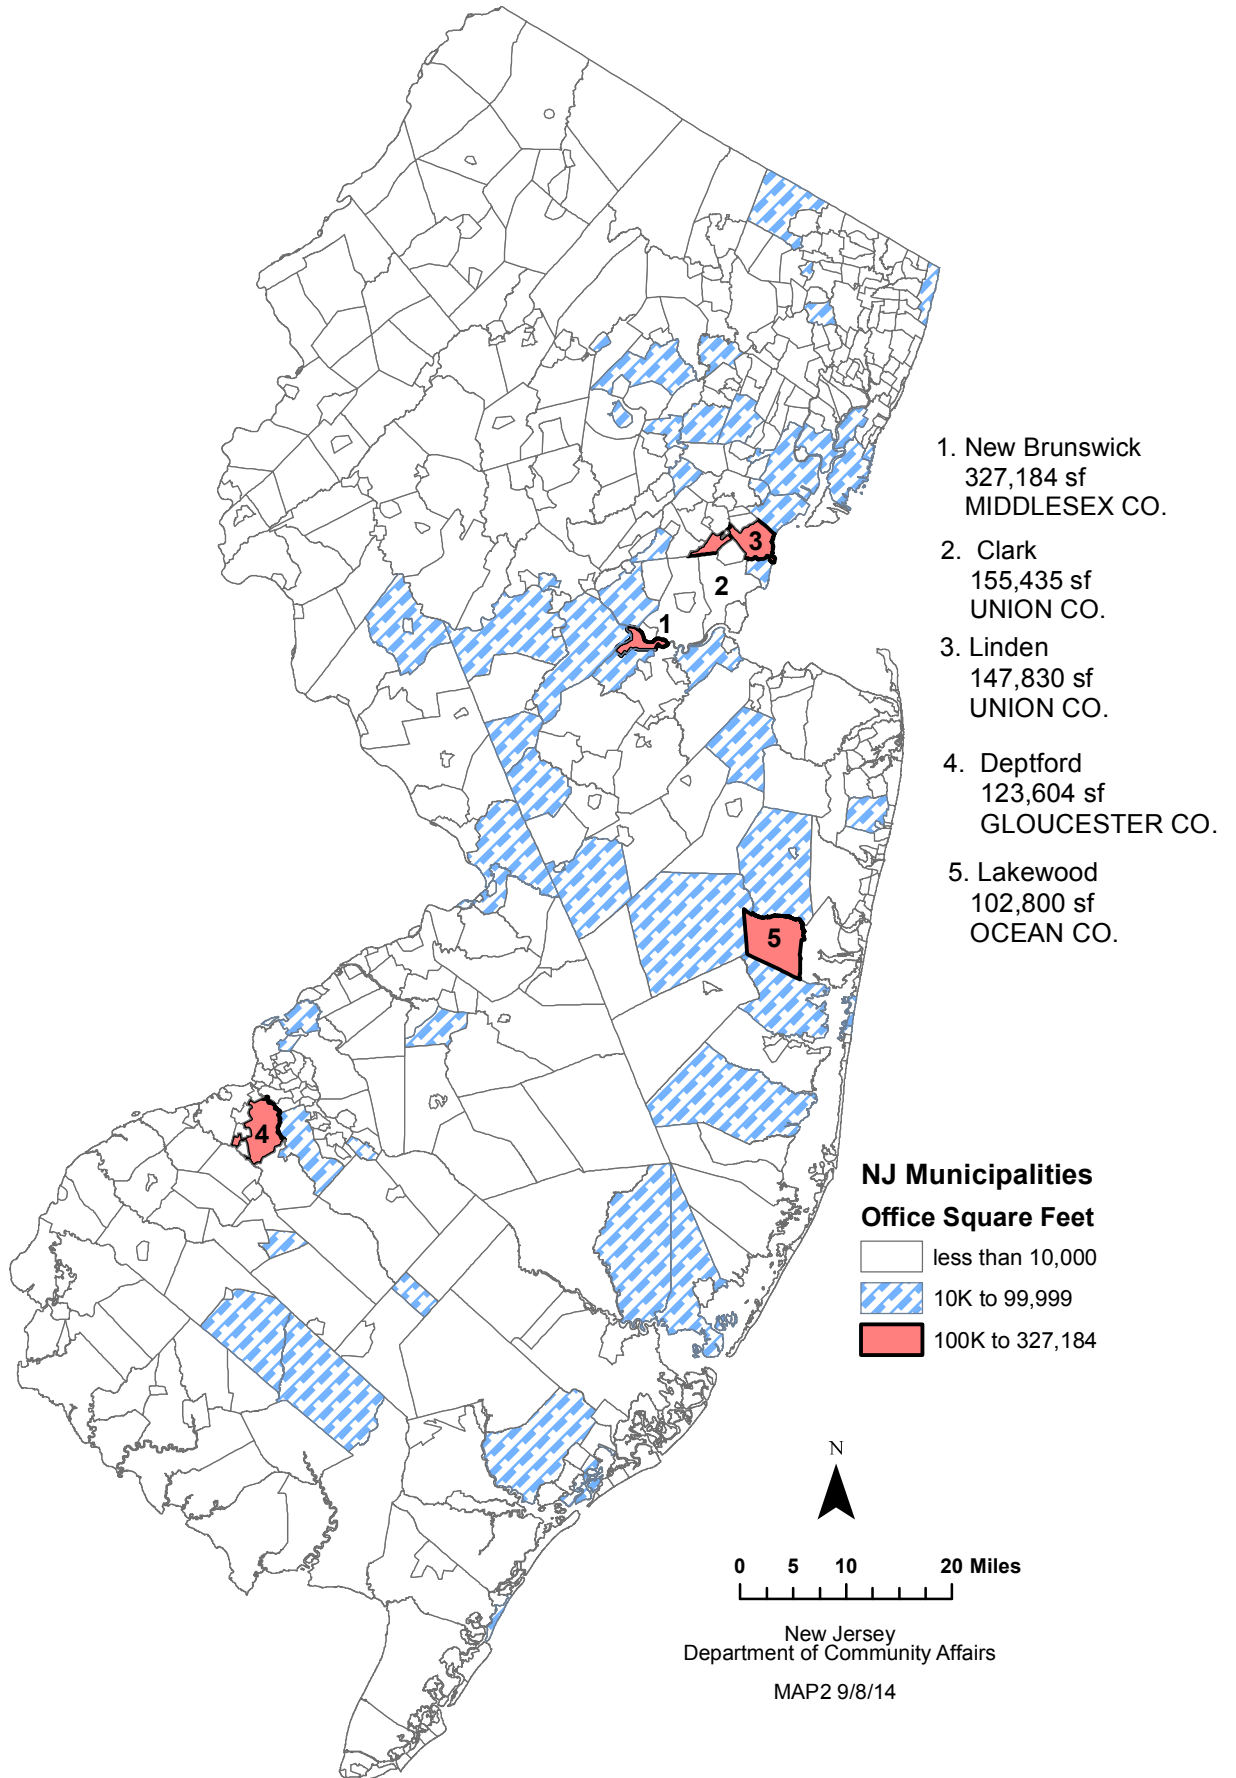 1. New Brunswick
327,184 sf
MIDDLESEX CO.
2. Clark
155,435 sf
UNION CO.
3. Linden
147,830 sf
UNION CO.
4. Deptford
123,604 sf
GLOUCESTER CO.
5. Lakewood
102,800 sf
OCEAN CO.
3
2
1
5
4
NJ Municipalities
Office Square Feet
less than 10,000
10K to 99,999
100K to 327,184
N
0 5 10 20 Miles
New Jersey
Department of Community Affairs
MAP2 9/8/14